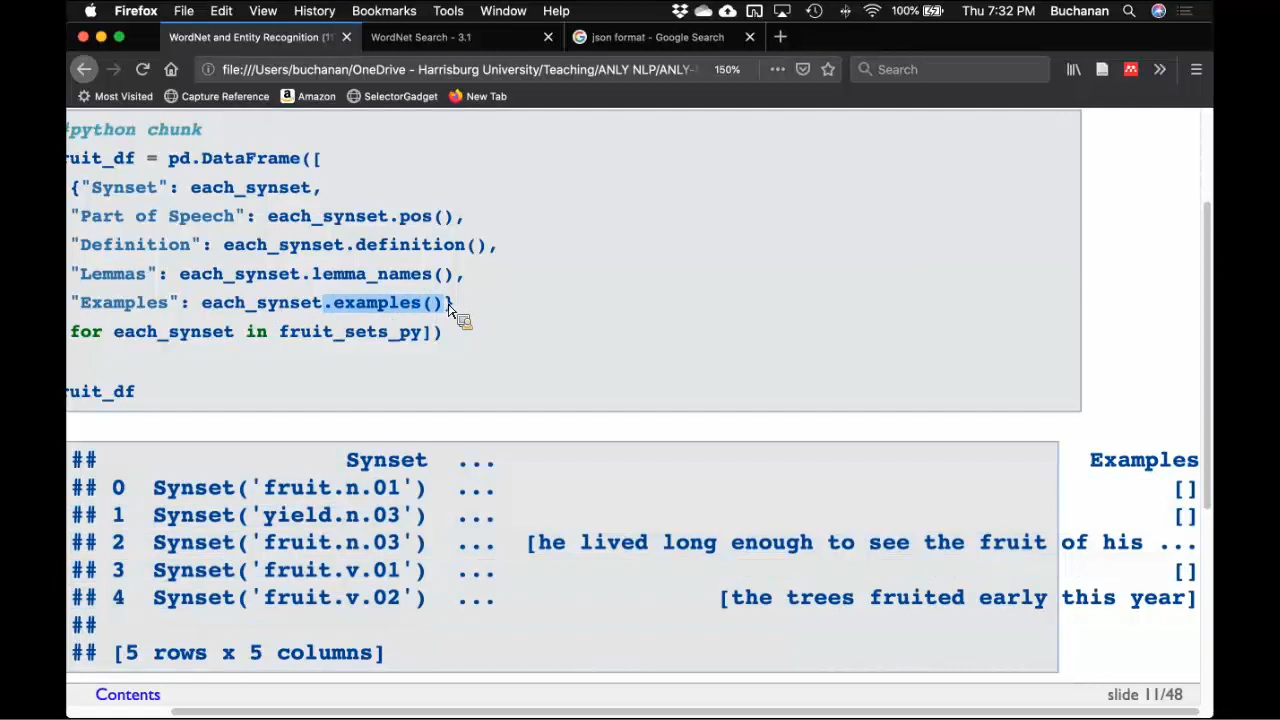 Firefox File Edit View History Bookmarks Tools Window Help 100% Thu 7:32 PM Buchanan
WordNet and Entity Recognition (1 WordNet Search - 3.1 json format - Google Search
file:///Users/buchanan/OneDrive - Harrisburg University/Teaching/ANLY NLP/ANLY- 150% Search
Most Visited Capture Reference Amazon SelectorGadget New Tab
#python chunk
ruit_df = pd.DataFrame([
{"Synset": each_synset,
"Part of Speech": each_synset.pos(),
"Definition": each_synset.definition(),
"Lemmas": each_synset.lemma_names(),
"Examples": each_synset.examples()}
for each_synset in fruit_sets_py])
ruit_df
## Synset ... Examples
## 0 Synset('fruit.n.01') ... []
## 1 Synset('yield.n.03') ... []
## 2 Synset('fruit.n.03') ... [he lived long enough to see the fruit of his ...
## 3 Synset('fruit.v.01') ... []
## 4 Synset('fruit.v.02') ... [the trees fruited early this year]
##
## [5 rows x 5 columns]
Contents slide 11/48